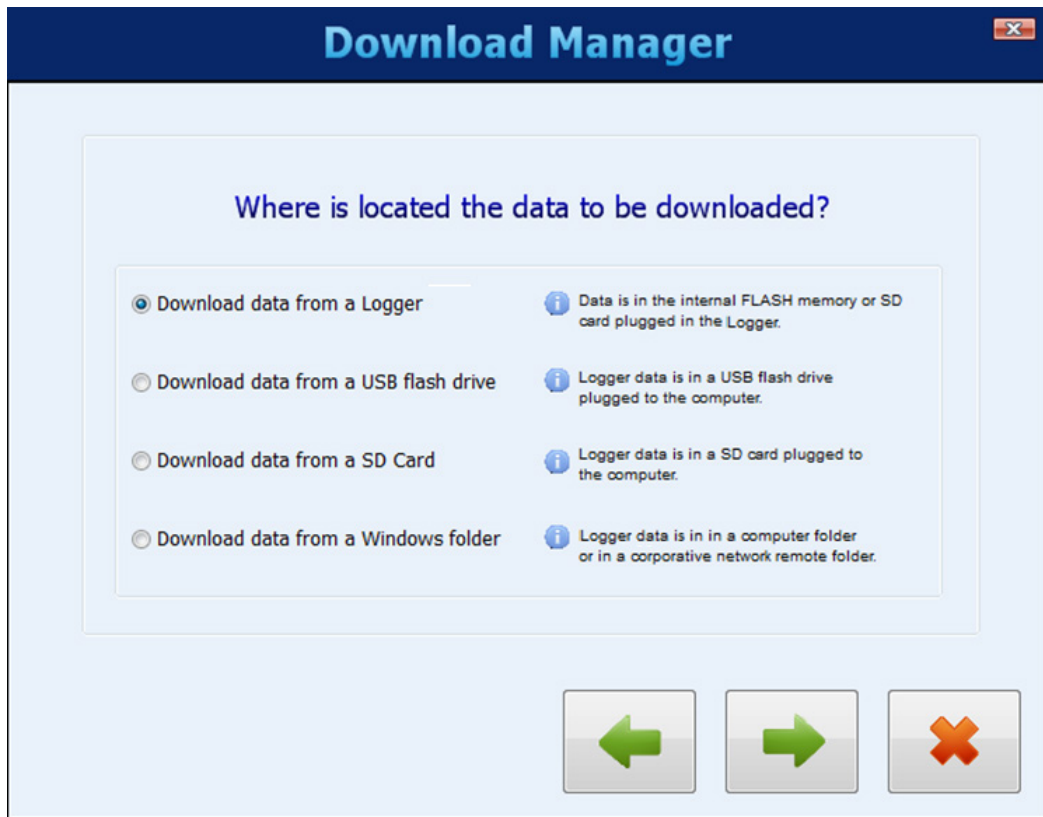 Download Manager
Where is located the data to be downloaded?
Download data from a Logger
Data is in the internal FLASH memory or SD
card plugged in the Logger.
Download data from a USB flash drive
Logger data is in a USB flash drive
plugged to the computer.
Download data from a SD Card
Logger data is in a SD card plugged to
the computer.
Download data from a Windows folder
Logger data is in in a computer folder
or in a corporative network remote folder.